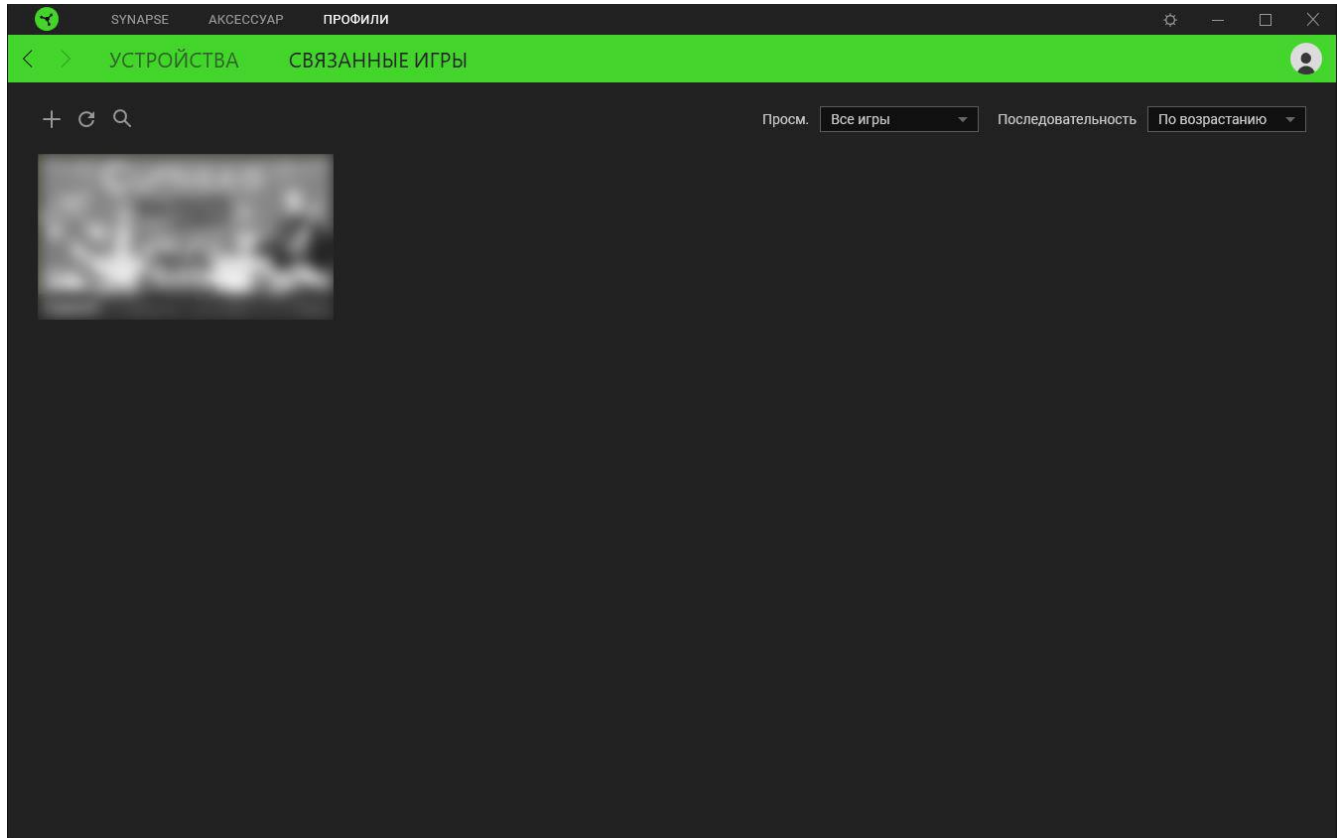 SYNAPSE АКСЕССУАР ПРОФИЛИ
УСТРОЙСТВА СВЯЗАННЫЕ ИГРЫ
Просм. Все игры Последовательность По возрастанию